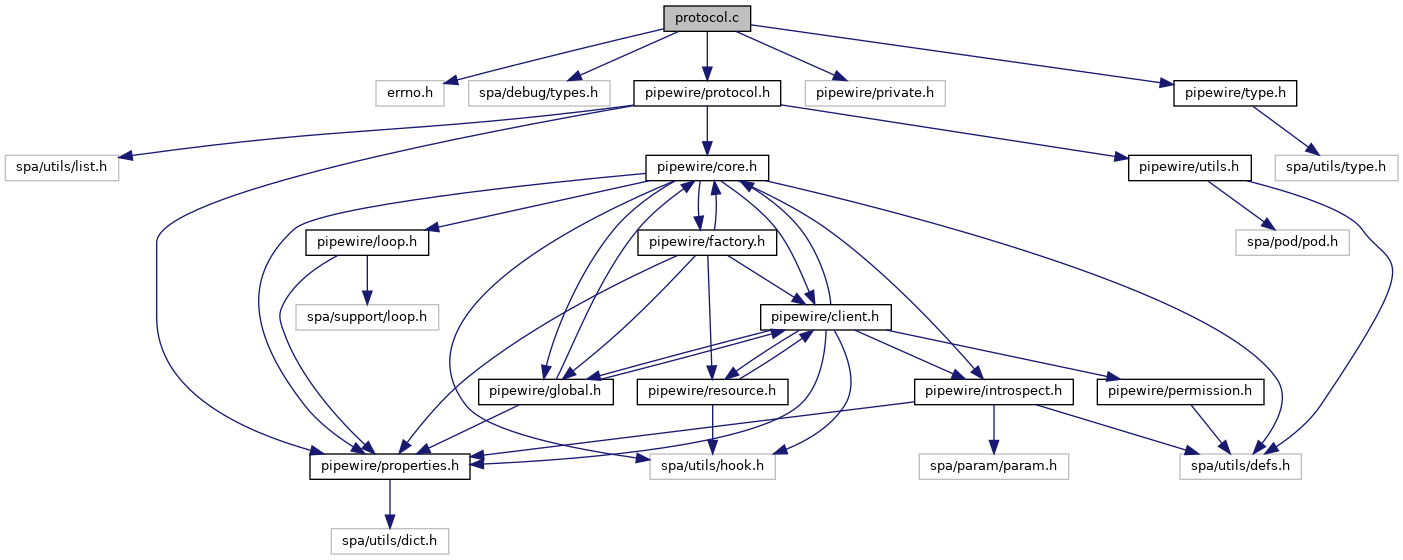 protocol.c
errno.h
spa/debug/types.h
pipewire/protocol.h
pipewire/private.h
pipewire/type.h
spa/utils/list.h
pipewire/core.h
pipewire/utils.h
spa/utils/type.h
pipewire/loop.h
pipewire/factory.h
spa/pod/pod.h
spa/support/loop.h
pipewire/client.h
pipewire/global.h
pipewire/resource.h
pipewire/introspect.h
pipewire/permission.h
pipewire/properties.h
spa/utils/hook.h
spa/param/param.h
spa/utils/defs.h
spa/utils/dict.h